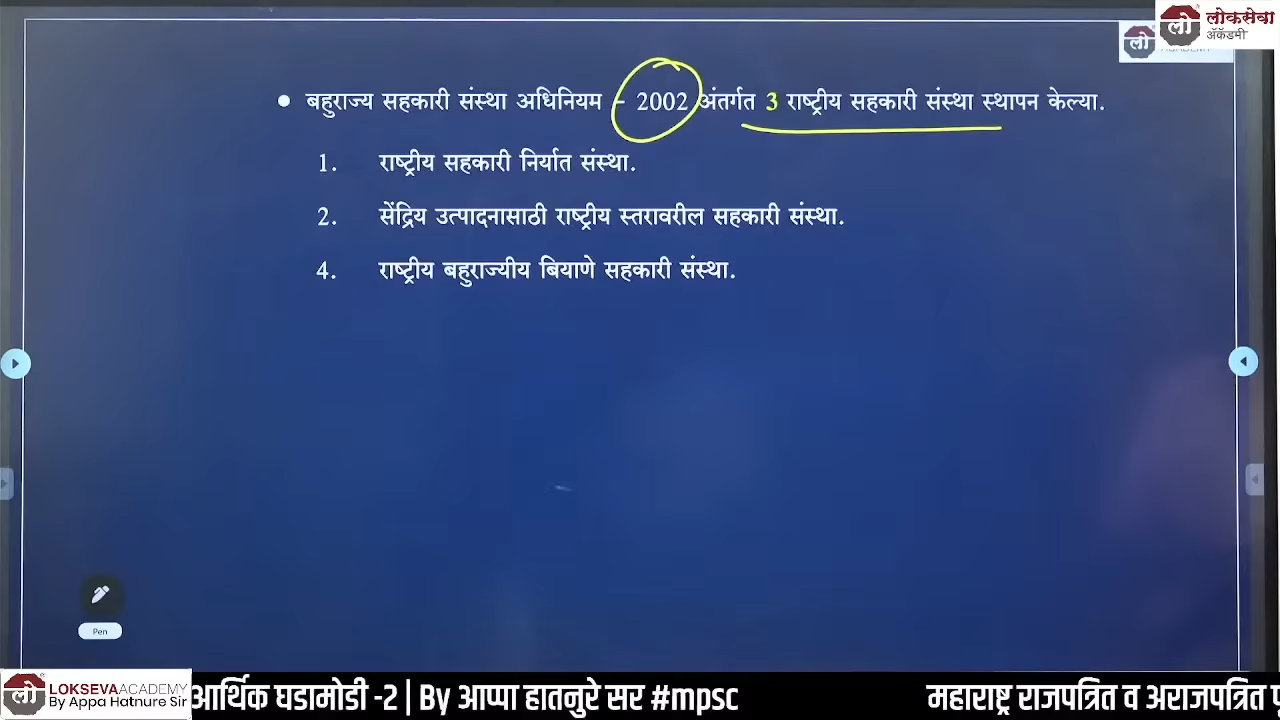 लो लोकसेवा
ॲकॅडमी
लो
• बहुराज्य सहकारी संस्था अधिनियम - 2002 अंतर्गत 3 राष्ट्रीय सहकारी संस्था स्थापन केल्या.
1. राष्ट्रीय सहकारी निर्यात संस्था.
2. सेंद्रिय उत्पादनासाठी राष्ट्रीय स्तरावरील सहकारी संस्था.
4. राष्ट्रीय बहुराज्यीय बियाणे सहकारी संस्था.
Pen
लो LOKSEVA ACADEMY
By Appa Hatnure Sir
आर्थिक घडामोडी -2 | By आप्पा हातनुरे सर #mpsc महाराष्ट्र राजपत्रित व अराजपत्रित